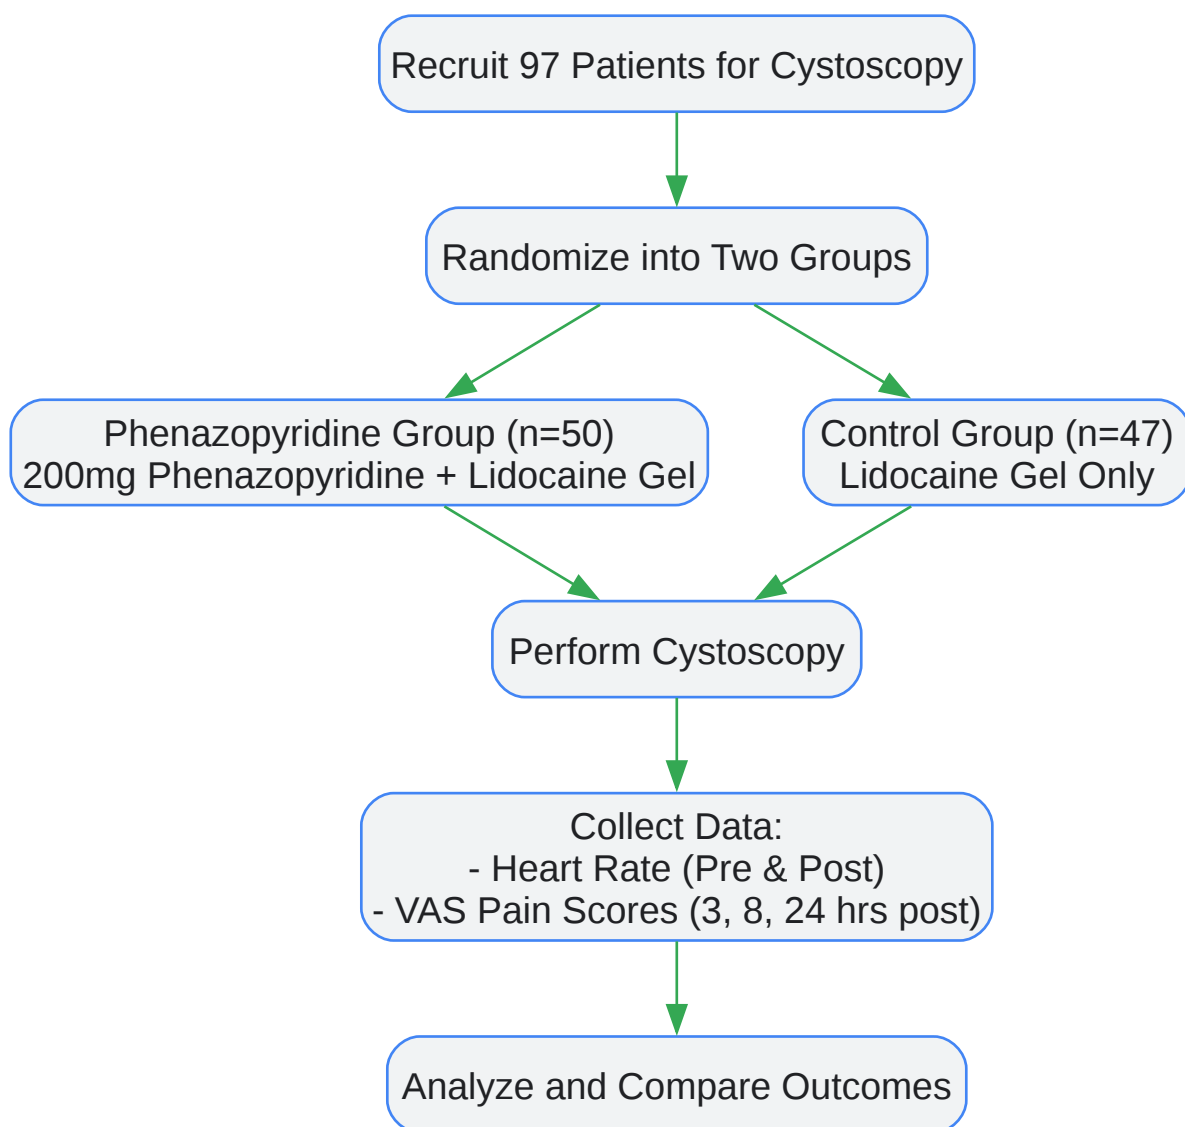 Recruit 97 Patients for Cystoscopy
Randomize into Two Groups
Phenazopyridine Group (n=50)
200mg Phenazopyridine + Lidocaine Gel
Control Group (n=47)
Lidocaine Gel Only
Perform Cystoscopy
Collect Data:
- Heart Rate (Pre & Post)
- VAS Pain Scores (3, 8, 24 hrs post)
Analyze and Compare Outcomes